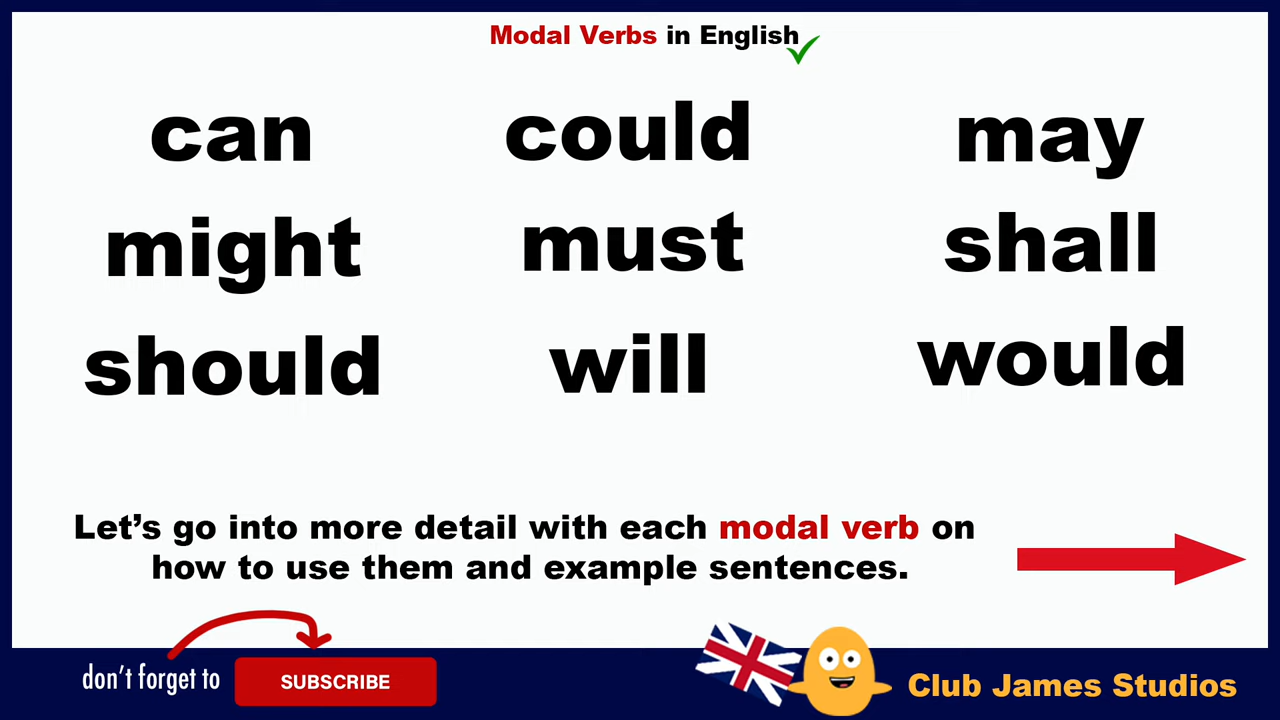 Modal Verbs in English
can could may
might must shall
should will would
Let’s go into more detail with each modal verb on
how to use them and example sentences.
don’t forget to SUBSCRIBE
Club James Studios